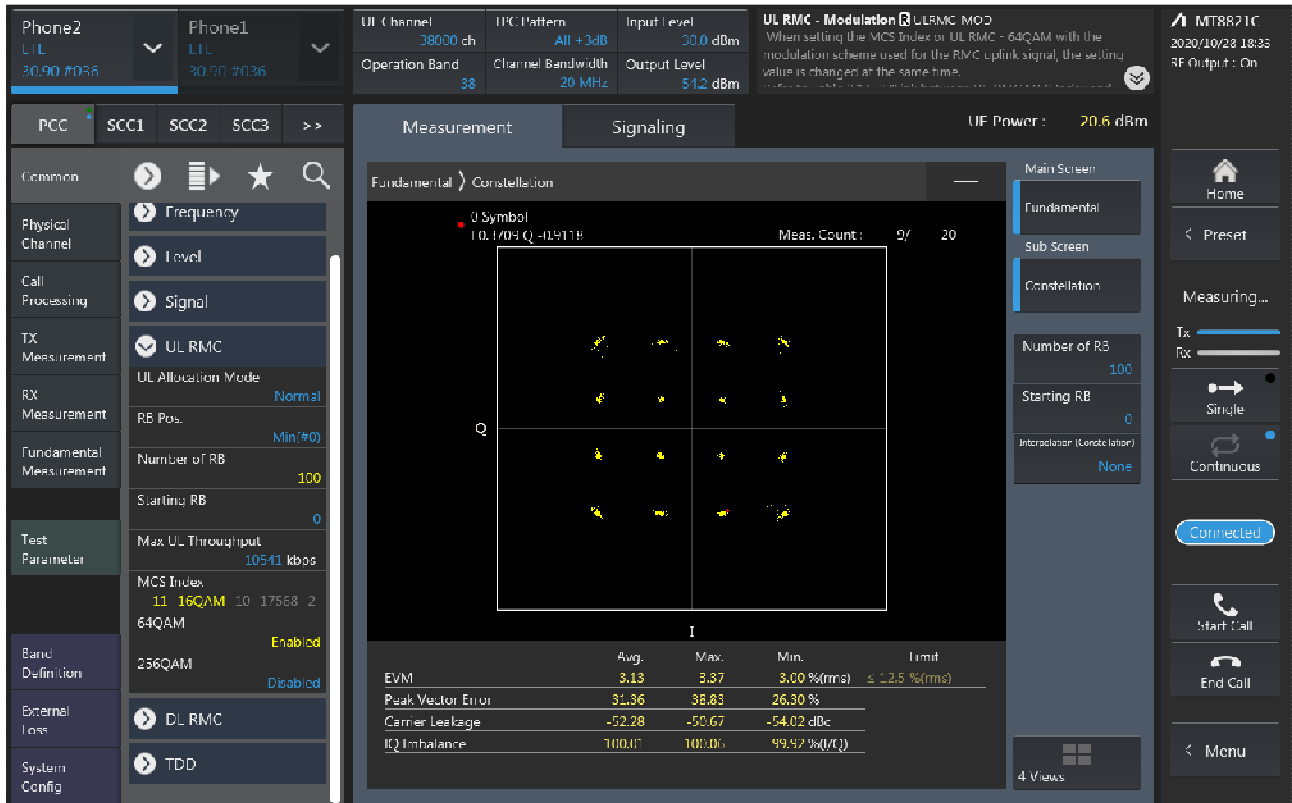 Phone2
LTE
30.90 #038
Phone1
LTE
30.90 #036
UL Channel
38000 ch
TPC Pattern
All +3dB
Input Level
30.0 dBm
Operation Band
38
Channel Bandwidth
20 MHz
Output Level
dBm
UL RMC - Modulation R ULRMC_MOD
When setting the MCS Index or UL RMC - 64QAM with the
modulation scheme used for the RMC uplink signal, the setting
value is changed at the same time.
MT8821C
2020/10/28 18:33
RF Output : On
PCC
SCC1
SCC2
SCC3
>>
Measurement
Signaling
UE Power : 20.6 dBm
Common
Physical
Channel
Call
Processing
TX
Measurement
RX
Measurement
Fundamental
Measurement
Test
Parameter
Band
Definition
External
Loss
System
Config
Frequency
Level
Signal
UL RMC
UL Allocation Mode
Normal
RB Pos.
Min(#0)
Number of RB
100
Starting RB
0
Max UL Throughput
10541 kbps
MCS Index
11 16QAM 10 17568 2
64QAM
Enabled
256QAM
Disabled
DL RMC
TDD
Fundamental > Constellation
0 Symbol
I 0.3709 Q -0.9118
Meas. Count : 9/ 20
Q
I
Avg. Max. Min. Limit
EVM 3.13 3.37 3.00 %(rms) ≤ 12.5 %(rms)
Peak Vector Error 31.36 38.83 26.30 %
Carrier Leakage -52.28 -50.67 -54.02 dBc
IQ Imbalance 100.01 100.06 99.92 %(I/Q)
Main Screen
Fundamental
Sub Screen
Constellation
Number of RB
100
Starting RB
0
Interpolation (Constellation)
None
4 Views
Home
< Preset
Measuring...
Tx
Rx
Single
Continuous
Connected
Start Call
End Call
< Menu